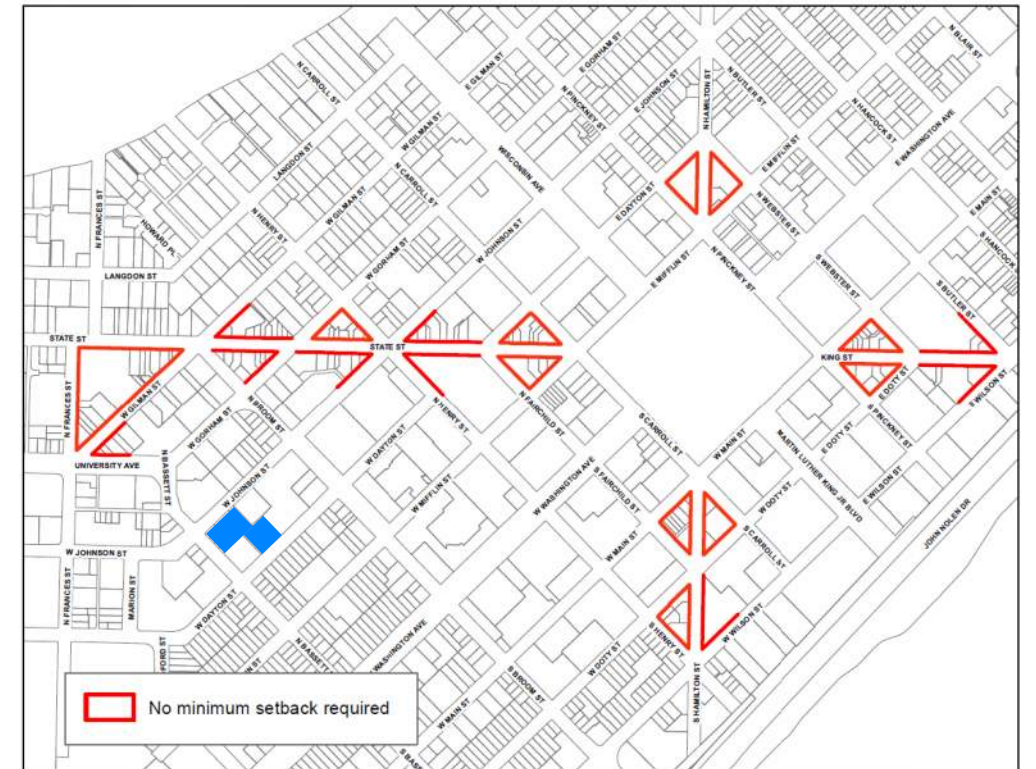 N BLAIR ST
E GORHAM ST
E GILMAN ST
N CARROLL ST
E JOHNSON ST
N BUTLER ST
N HAMILTON ST
N PINCKNEY ST
N HANCOCK ST
E WASHINGTON AVE
W GILMAN ST
LANGDON ST
WISCONSIN AVE
E MIFFLIN ST
N CARROLL ST
W GILMAN ST
E DAYTON ST
N WEBSTER ST
E MAIN ST
N FRANCES ST
HOWARD PL
N HENRY ST
W GORHAM ST
W JOHNSON ST
S HANCOCK
LANGDON ST
E MIFFLIN ST
N PINCKNEY ST
S WEBSTER ST
S BUTLER ST
STATE ST
STATE ST
KING ST
W GILMAN ST
N FRANCES ST
N BROOM ST
N HENRY ST
N FAIRCHILD ST
E DOTY ST
E WILSON ST
S PINCKNEY ST
W GORHAM ST
W DAYTON ST
S CARROLL ST
W MAIN ST
E DOTY ST
MARTIN LUTHER KING JR BLVD
UNIVERSITY AVE
N BASSETT ST
W JOHNSON ST
W MIFFLIN ST
W WASHINGTON AVE
S FAIRCHILD ST
W DOTY ST
E WILSON ST
JOHN NOLEN DR
W MAIN ST
S CARROLL ST
W JOHNSON ST
N FRANCES ST
MARION ST
W DAYTON ST
W WILSON ST
S HENRY ST
W DOTY ST
FORD ST
N BASSETT
WASHINGTON AVE
N ST
S BROOM ST
S HAMILTON ST
W MAIN ST
S BAS
No minimum setback required